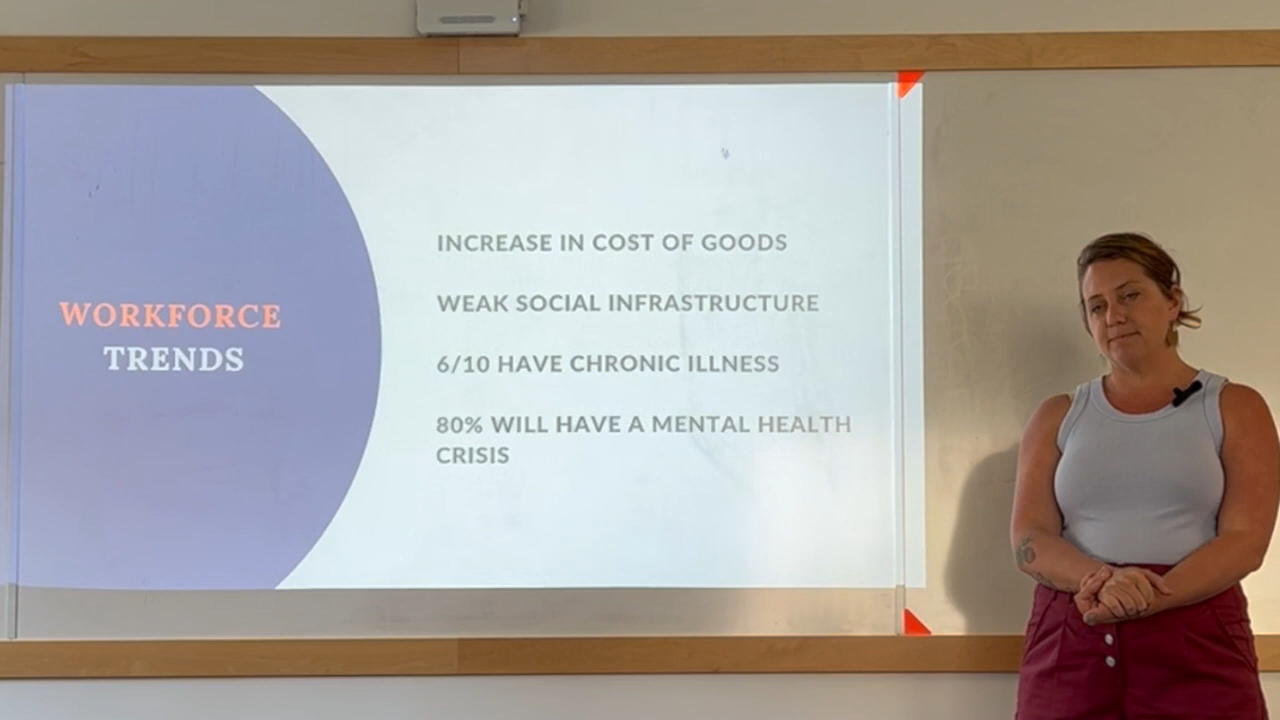 WORKFORCE
TRENDS
INCREASE IN COST OF GOODS
WEAK SOCIAL INFRASTRUCTURE
6/10 HAVE CHRONIC ILLNESS
80% WILL HAVE A MENTAL HEALTH
CRISIS